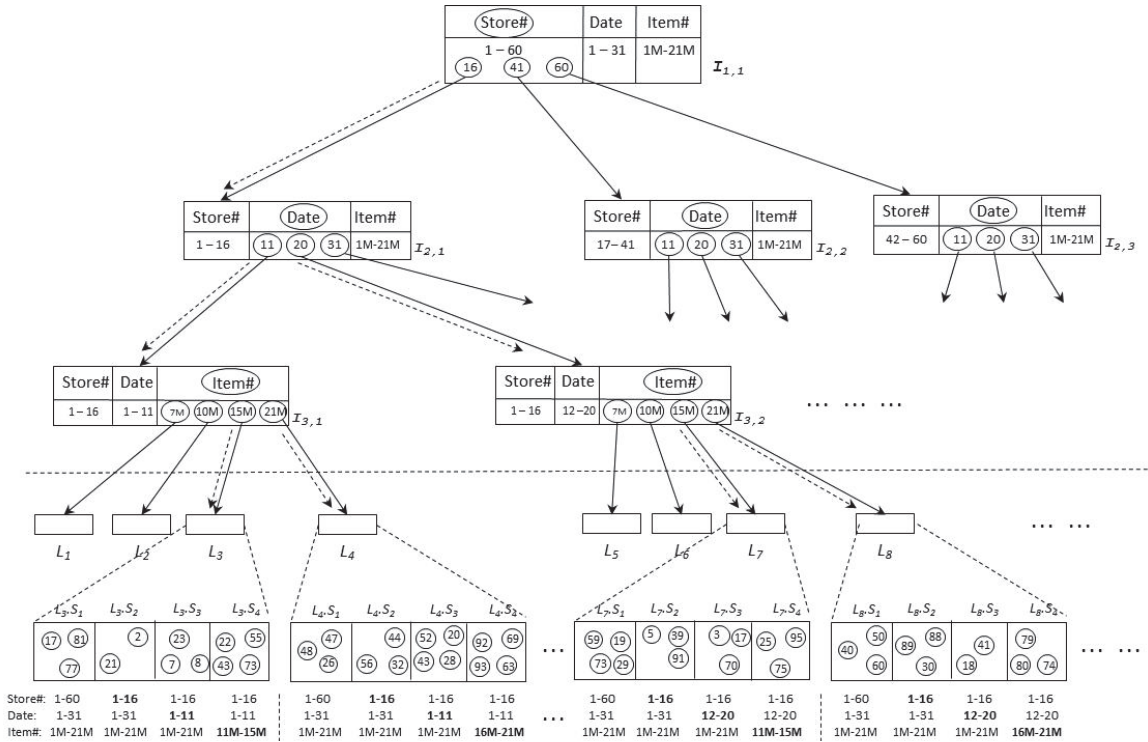 Store# Date Item#
1 – 60 1 – 31 1M-21M
16 41 60
I1,1
Store# Date Item#
1 – 16 11 20 31 1M-21M
I2,1
Store# Date Item#
17– 41 11 20 31 1M-21M
I2,2
Store# Date Item#
42 – 60 11 20 31 1M-21M
I2,3
Store# Date Item#
1 – 16 1 – 11 7M 10M 15M 21M
I3,1
Store# Date Item#
1 – 16 12 – 20 7M 10M 15M 21M
I3,2
... ... ...
L1 L2 L3 L4 L5 L6 L7 L8 ... ...
L3.S1 L3.S2 L3.S3 L3.S4 L4.S1 L4.S2 L4.S3 L4.S4 L7.S1 L7.S2 L7.S3 L7.S4 L8.S1 L8.S2 L8.S3 L8.S4
17 81 2 23 22 55 47 44 52 20 92 69 59 19 5 39 3 17 25 95 50 89 88 41 79
77 21 7 8 43 73 48 26 56 32 43 28 93 63 ... 73 29 91 70 75 40 60 30 18 80 74 ... ...
Store#: 1-60 1-16 1-16 1-16 1-60 1-16 1-16 1-16 1-60 1-16 1-16 1-16 1-60 1-16 1-16 1-16
Date: 1-31 1-31 1-11 1-11 1-31 1-31 1-11 1-11 ... 1-31 1-31 12-20 12-20 1-31 1-31 12-20 12-20
Item#: 1M-21M 1M-21M 1M-21M 11M-15M 1M-21M 1M-21M 1M-21M 16M-21M 1M-21M 1M-21M 1M-21M 11M-15M 1M-21M 1M-21M 1M-21M 16M-21M